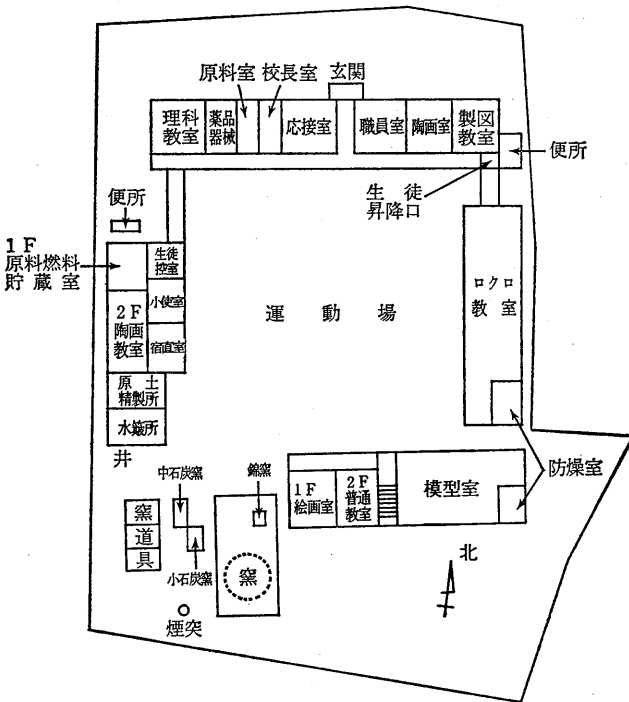 原料室 校長室 玄関
理科
教室
薬品
器械
応接室
職員室
陶画室
製図
教室
便所
生徒
昇降口
便所
1F
原料燃料
貯蔵室
生徒
控室
小使室
宿直室
2F
陶画
教室
運動場
ロクロ
教室
原土
精製所
水簸所
井
防燥室
中石炭窯
錦窯
1F
絵画室
2F
普通
教室
模型室
窯
道
具
小石炭窯
窯
北
煙突